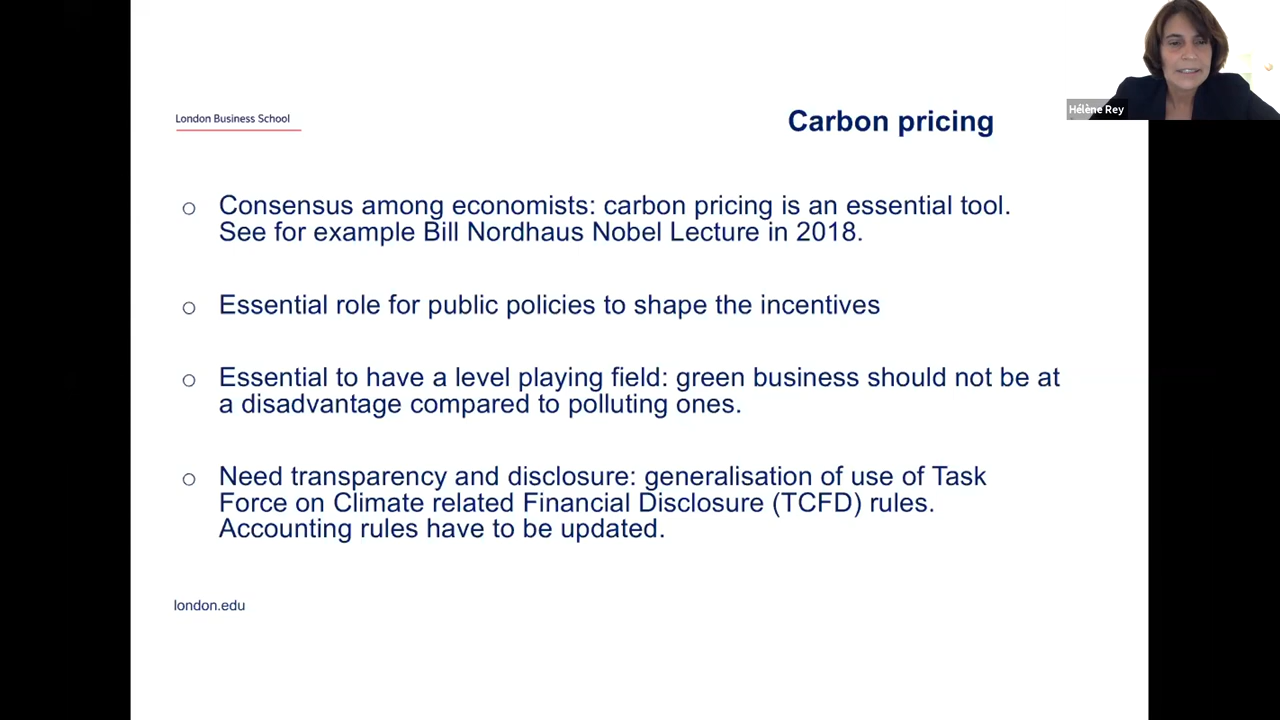 Hélène Rey
London Business School
Carbon pricing
Consensus among economists: carbon pricing is an essential tool.
See for example Bill Nordhaus Nobel Lecture in 2018.
Essential role for public policies to shape the incentives
Essential to have a level playing field: green business should not be at
a disadvantage compared to polluting ones.
Need transparency and disclosure: generalisation of use of Task
Force on Climate related Financial Disclosure (TCFD) rules.
Accounting rules have to be updated.
london.edu